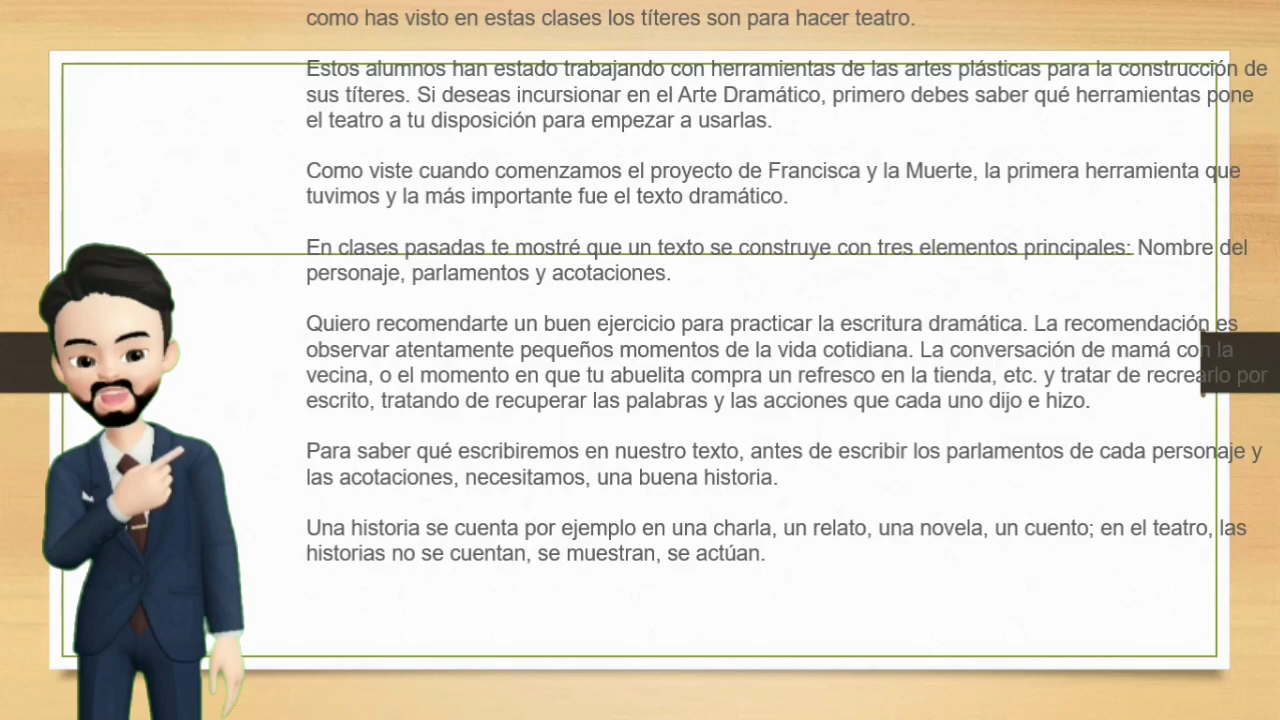 como has visto en estas clases los títeres son para hacer teatro.
Estos alumnos han estado trabajando con herramientas de las artes plásticas para la construcción de
sus títeres. Si deseas incursionar en el Arte Dramático, primero debes saber qué herramientas pone
el teatro a tu disposición para empezar a usarlas.
Como viste cuando comenzamos el proyecto de Francisca y la Muerte, la primera herramienta que
tuvimos y la más importante fue el texto dramático.
En clases pasadas te mostré que un texto se construye con tres elementos principales: Nombre del
personaje, parlamentos y acotaciones.
Quiero recomendarte un buen ejercicio para practicar la escritura dramática. La recomendación es
observar atentamente pequeños momentos de la vida cotidiana. La conversación de mamá con la
vecina, o el momento en que tu abuelita compra un refresco en la tienda, etc. y tratar de recrearlo por
escrito, tratando de recuperar las palabras y las acciones que cada uno dijo e hizo.
Para saber qué escribiremos en nuestro texto, antes de escribir los parlamentos de cada personaje y
las acotaciones, necesitamos, una buena historia.
Una historia se cuenta por ejemplo en una charla, un relato, una novela, un cuento; en el teatro, las
historias no se cuentan, se muestran, se actúan.